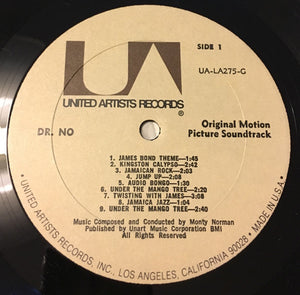 UA
SIDE 1
UA-LA275-G
UNITED ARTISTS RECORDS
®
DR. NO
Original Motion
Picture Soundtrack
1. JAMES BOND THEME—1:45
2. KINGSTON CALYPSO—2:42
3. JAMAICAN ROCK—2:03
4. JUMP UP—2:08
5. AUDIO BONGO—1:30
6. UNDER THE MANGO TREE—2:20
7. TWISTING WITH JAMES—3:08
8. JAMAICA JAZZ—1:04
9. UNDER THE MANGO TREE—2:40
Music Composed and Conducted by Monty Norman
Published by Unart Music Corporation BMI
All Rights Reserved
UNITED ARTISTS RECORDS, INC., LOS ANGELES, CALIFORNIA 90028 • MADE IN U.S.A.